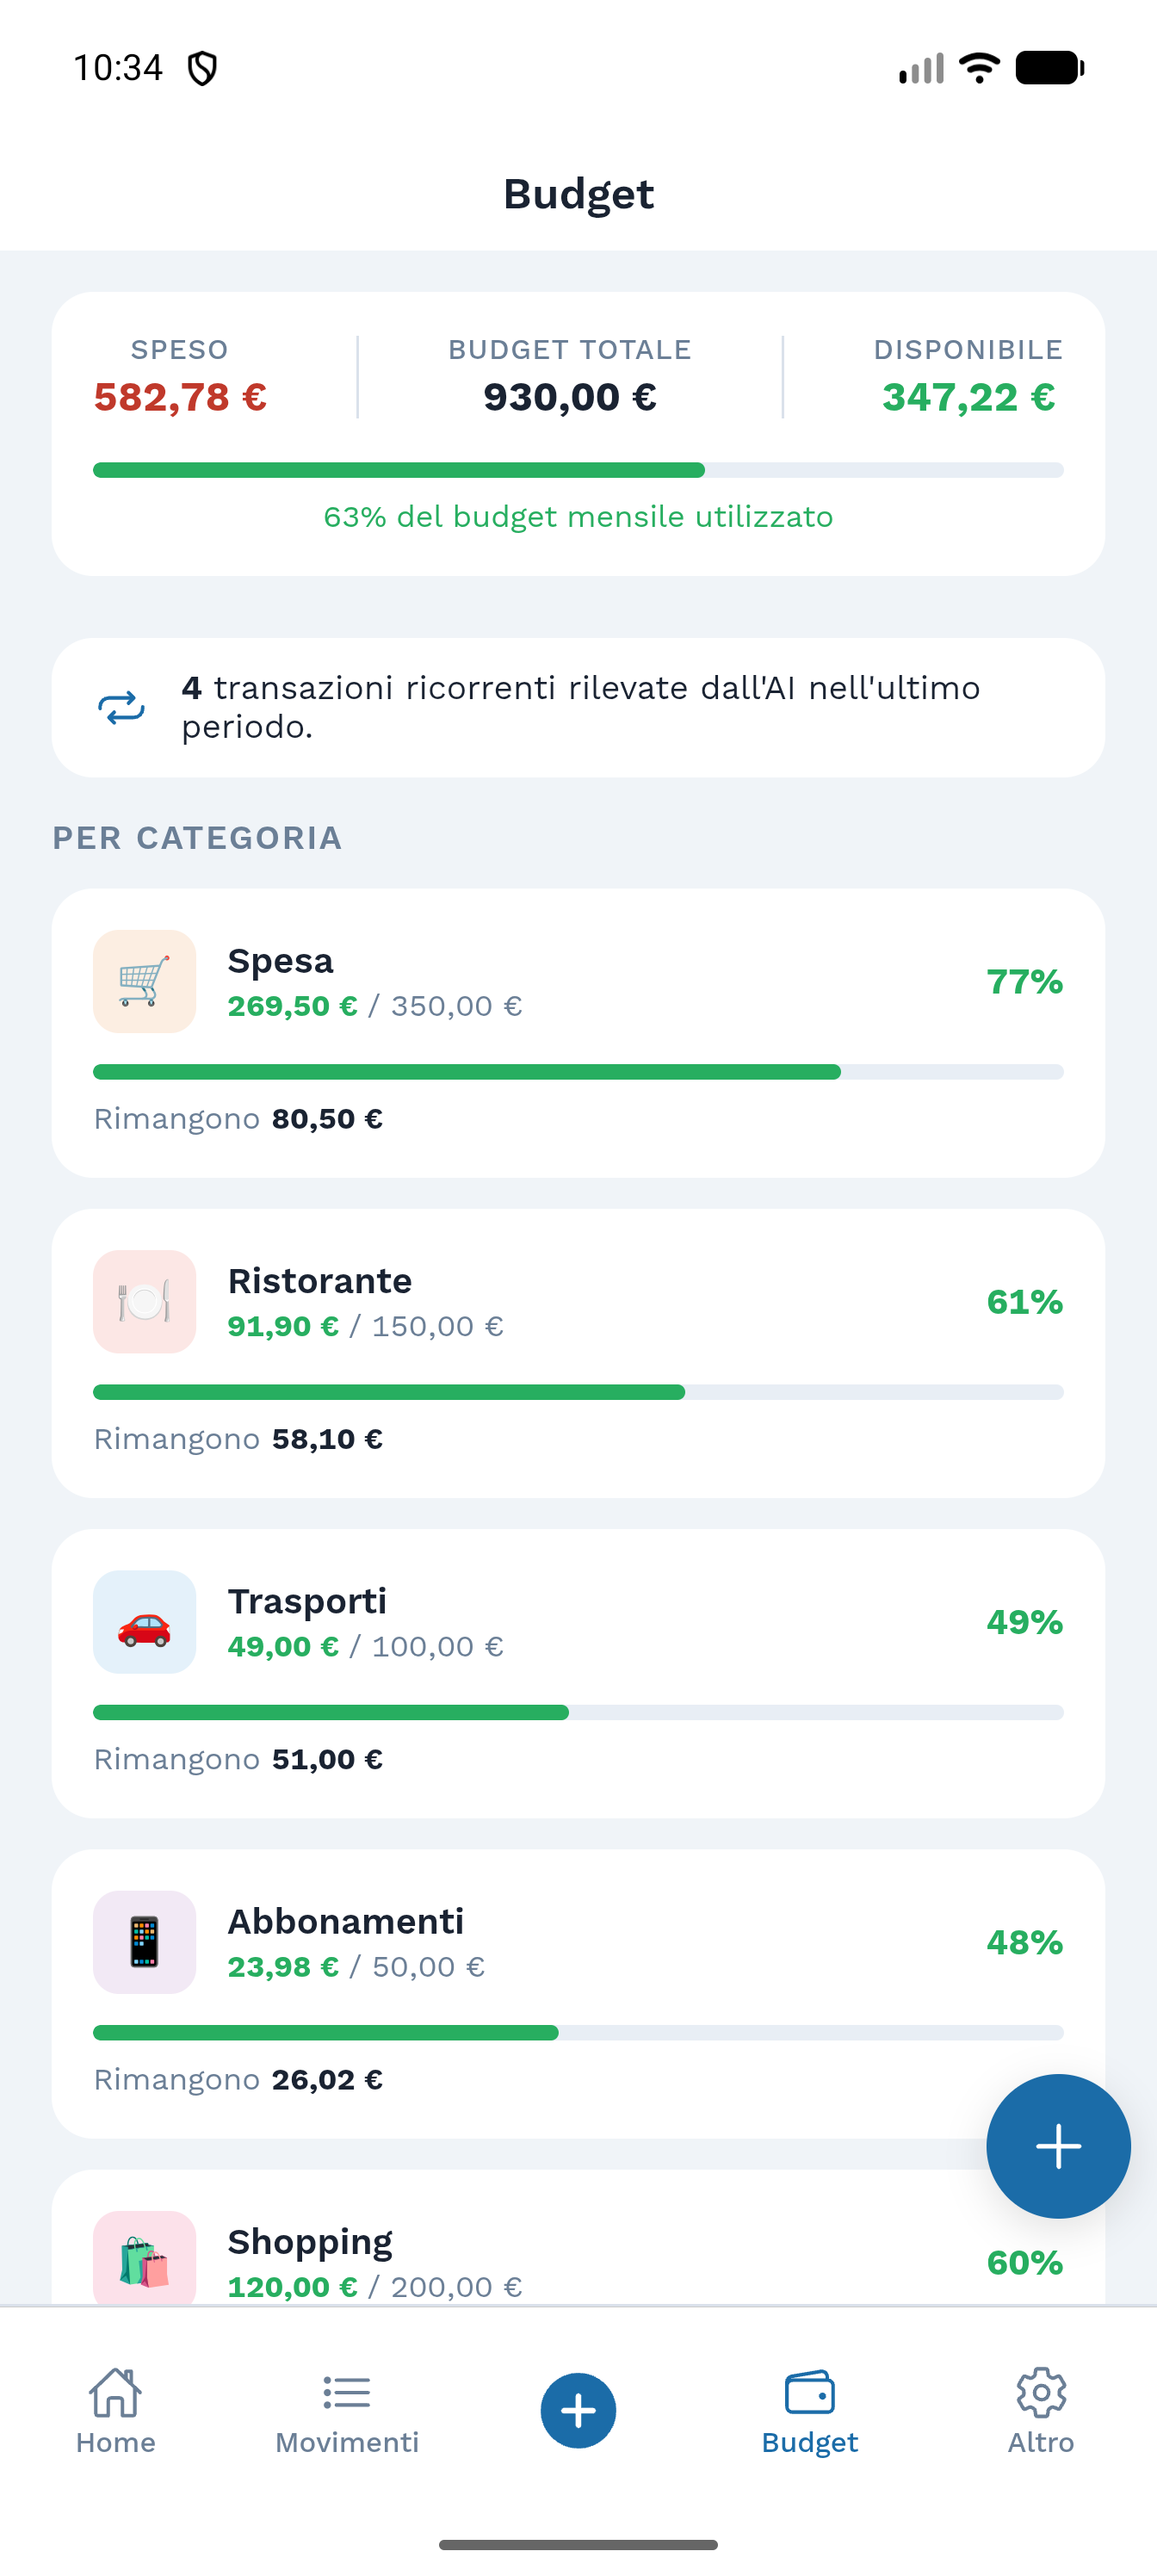 10:34
Budget
SPESO
BUDGET TOTALE
DISPONIBILE
582,78 €
930,00 €
347,22 €
63% del budget mensile utilizzato
4 transazioni ricorrenti rilevate dall'AI nell'ultimo
periodo.
PER CATEGORIA
Spesa
269,50 € / 350,00 €
77%
Rimangono 80,50 €
Ristorante
91,90 € / 150,00 €
61%
Rimangono 58,10 €
Trasporti
49,00 € / 100,00 €
49%
Rimangono 51,00 €
Abbonamenti
23,98 € / 50,00 €
48%
Rimangono 26,02 €
Shopping
120,00 € / 200,00 €
60%
Home
Movimenti
Budget
Altro